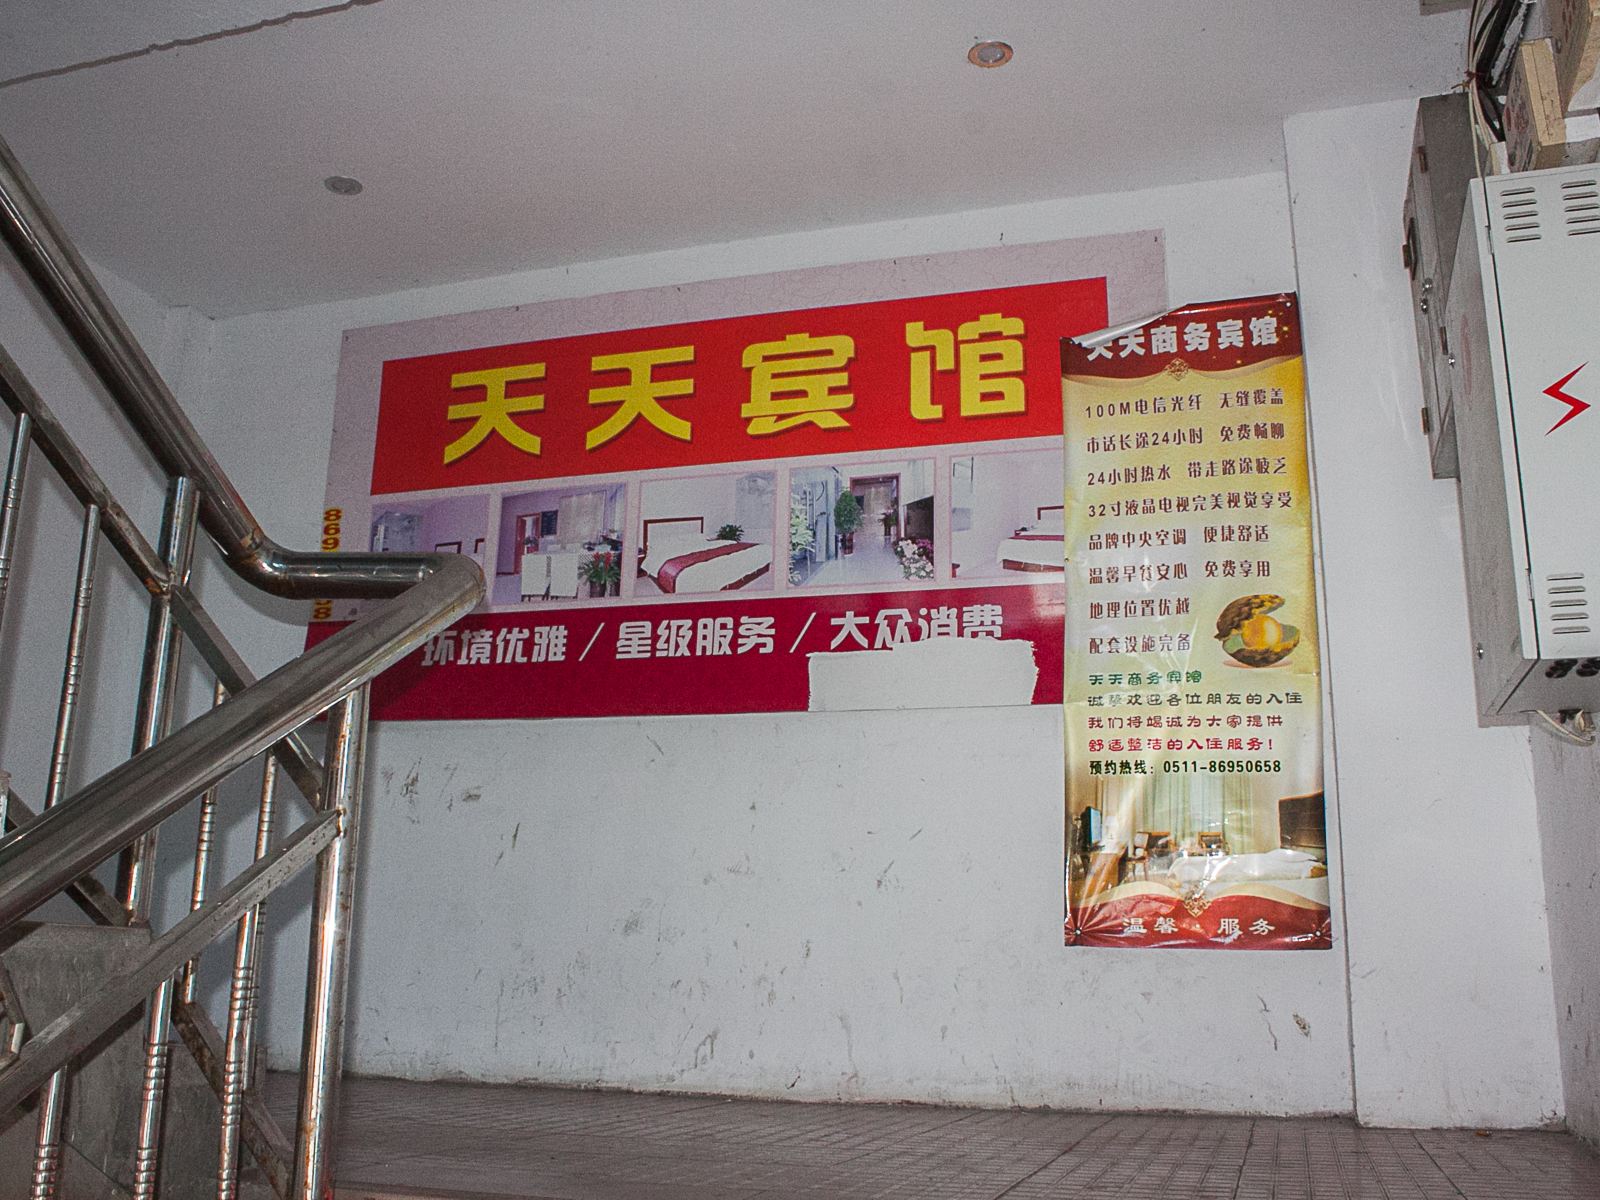 天天宾馆
环境优雅 / 星级服务 / 大众消费
天天商务宾馆
100M电信光纤 无缝覆盖
市话长途24小时 免费畅聊
24小时热水 带走路途疲乏
32寸液晶电视完美视觉享受
品牌中央空调 便捷舒适
温馨早餐安心 免费享用
地理位置优越
配套设施完备
天天商务宾馆
诚挚欢迎各位朋友的入住
我们将竭诚为大家提供
舒适整洁的入住服务！
预约热线：0511-86950658
温馨 · 服务